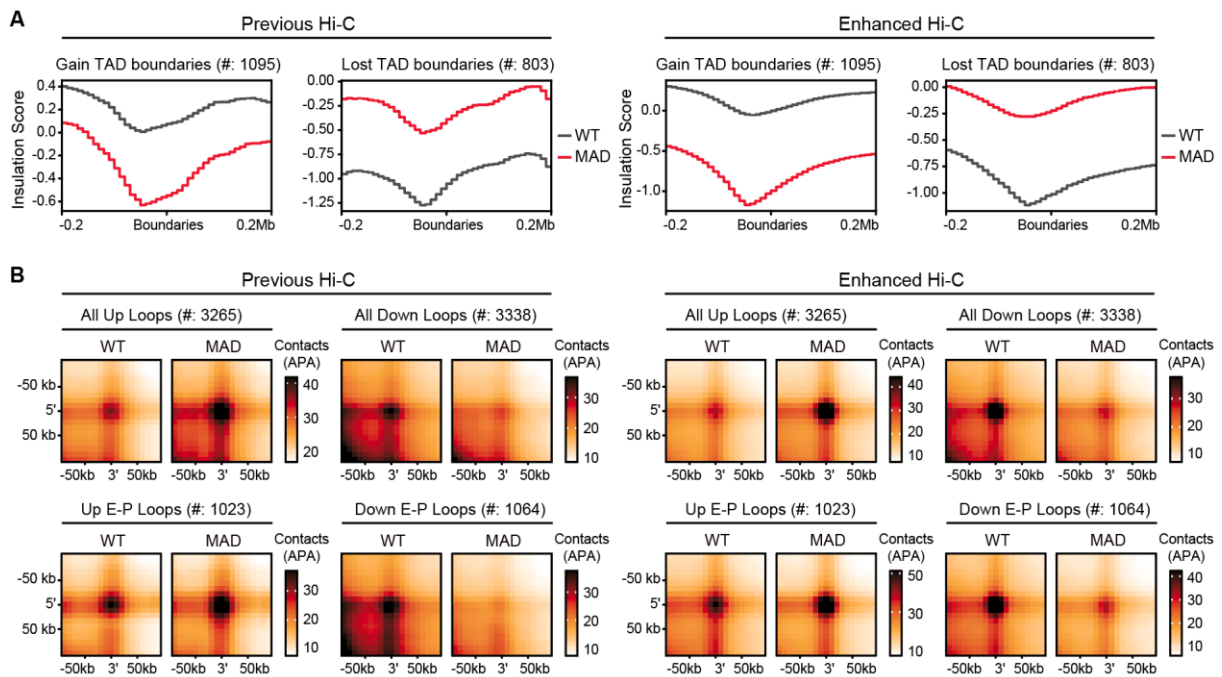 A
Previous Hi-C
Enhanced Hi-C
Gain TAD boundaries (#: 1095)
Lost TAD boundaries (#: 803)
Gain TAD boundaries (#: 1095)
Lost TAD boundaries (#: 803)
Insulation Score
0.4
0.2
0.0
-0.2
-0.4
-0.6
-0.2 Boundaries 0.2Mb
0.00
-0.25
-0.50
-0.75
-1.00
-1.25
-0.2 Boundaries 0.2Mb
WT
MAD
Insulation Score
0.0
-0.5
-1.0
-0.2 Boundaries 0.2Mb
0.00
-0.25
-0.50
-0.75
-1.00
-0.2 Boundaries 0.2Mb
WT
MAD
B
Previous Hi-C
Enhanced Hi-C
All Up Loops (#: 3265)
WT MAD Contacts
(APA)
-50 kb
5'
50 kb
40
30
20
-50kb 3' 50kb -50kb 3' 50kb
All Down Loops (#: 3338)
WT MAD Contacts
(APA)
30
20
10
-50kb 3' 50kb -50kb 3' 50kb
All Up Loops (#: 3265)
WT MAD Contacts
(APA)
-50 kb
5'
50 kb
40
30
20
10
-50kb 3' 50kb -50kb 3' 50kb
All Down Loops (#: 3338)
WT MAD Contacts
(APA)
30
20
10
-50kb 3' 50kb -50kb 3' 50kb
Up E-P Loops (#: 1023)
WT MAD Contacts
(APA)
-50 kb
5'
50 kb
30
20
10
-50kb 3' 50kb -50kb 3' 50kb
Down E-P Loops (#: 1064)
WT MAD Contacts
(APA)
30
20
10
-50kb 3' 50kb -50kb 3' 50kb
Up E-P Loops (#: 1023)
WT MAD Contacts
(APA)
-50 kb
5'
50 kb
50
30
10
-50kb 3' 50kb -50kb 3' 50kb
Down E-P Loops (#: 1064)
WT MAD Contacts
(APA)
40
30
20
10
-50kb 3' 50kb -50kb 3' 50kb